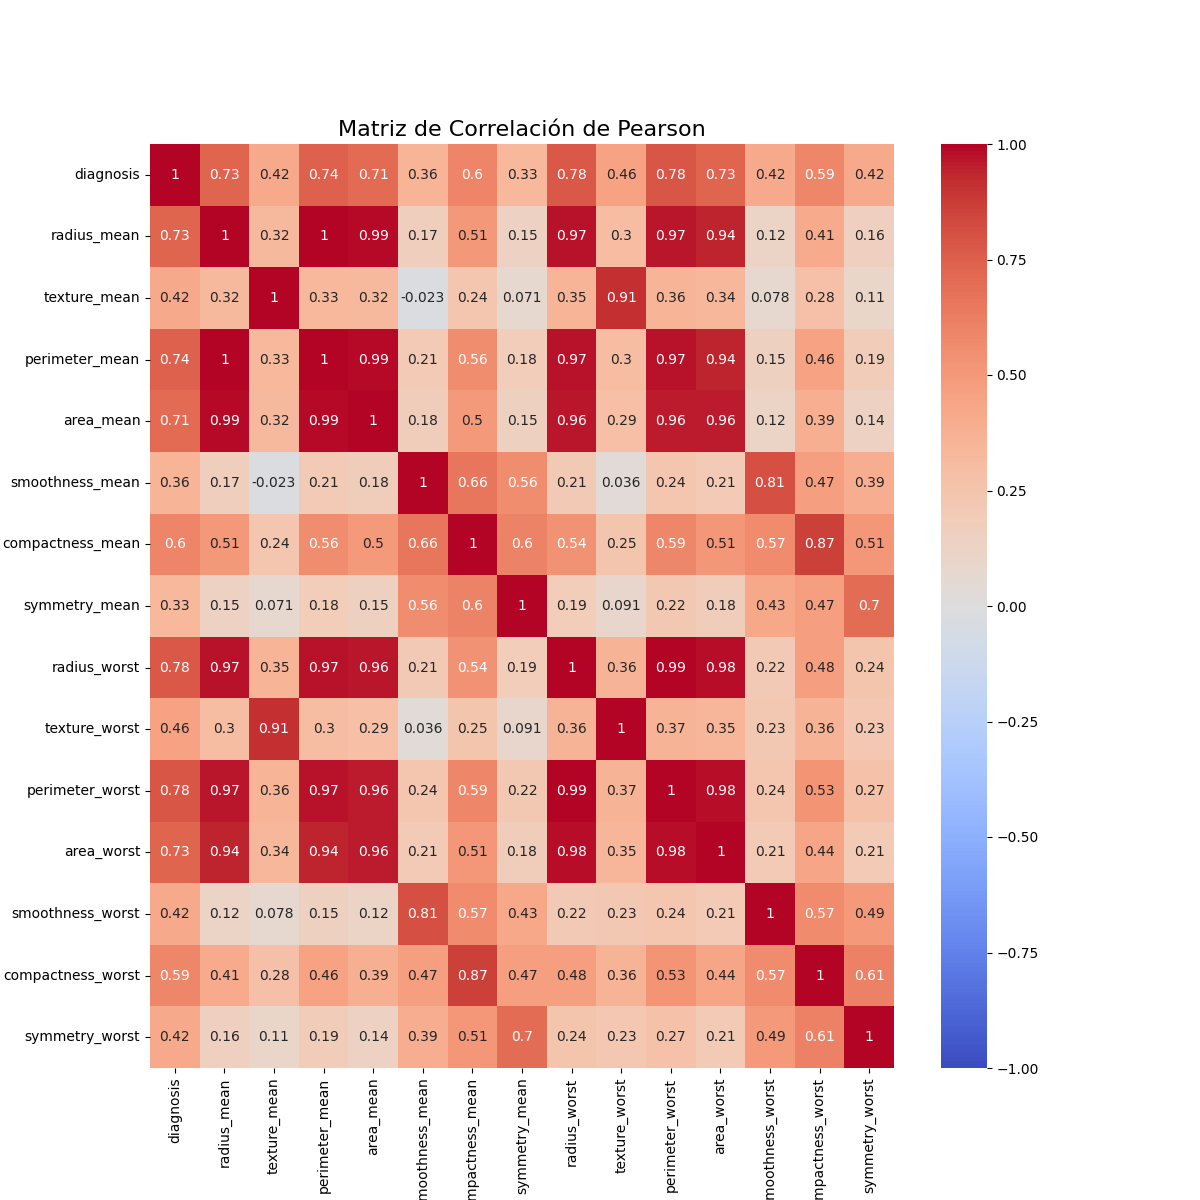 Matriz de Correlación de Pearson
diagnosis 1 0.73 0.42 0.74 0.71 0.36 0.6 0.33 0.78 0.46 0.78 0.73 0.42 0.59 0.42
radius_mean 0.73 1 0.32 1 0.99 0.17 0.51 0.15 0.97 0.3 0.97 0.94 0.12 0.41 0.16
texture_mean 0.42 0.32 1 0.33 0.32 -0.023 0.24 0.071 0.35 0.91 0.36 0.34 0.078 0.28 0.11
perimeter_mean 0.74 1 0.33 1 0.99 0.21 0.56 0.18 0.97 0.3 0.97 0.94 0.15 0.46 0.19
area_mean 0.71 0.99 0.32 0.99 1 0.18 0.5 0.15 0.96 0.29 0.96 0.96 0.12 0.39 0.14
smoothness_mean 0.36 0.17 -0.023 0.21 0.18 1 0.66 0.56 0.21 0.036 0.24 0.21 0.81 0.47 0.39
compactness_mean 0.6 0.51 0.24 0.56 0.5 0.66 1 0.6 0.54 0.25 0.59 0.51 0.57 0.87 0.51
symmetry_mean 0.33 0.15 0.071 0.18 0.15 0.56 0.6 1 0.19 0.091 0.22 0.18 0.43 0.47 0.7
radius_worst 0.78 0.97 0.35 0.97 0.96 0.21 0.54 0.19 1 0.36 0.99 0.98 0.22 0.48 0.24
texture_worst 0.46 0.3 0.91 0.3 0.29 0.036 0.25 0.091 0.36 1 0.37 0.35 0.23 0.36 0.23
perimeter_worst 0.78 0.97 0.36 0.97 0.96 0.24 0.59 0.22 0.99 0.37 1 0.98 0.24 0.53 0.27
area_worst 0.73 0.94 0.34 0.94 0.96 0.21 0.51 0.18 0.98 0.35 0.98 1 0.21 0.44 0.21
smoothness_worst 0.42 0.12 0.078 0.15 0.12 0.81 0.57 0.43 0.22 0.23 0.24 0.21 1 0.57 0.49
compactness_worst 0.59 0.41 0.28 0.46 0.39 0.47 0.87 0.47 0.48 0.36 0.53 0.44 0.57 1 0.61
symmetry_worst 0.42 0.16 0.11 0.19 0.14 0.39 0.51 0.7 0.24 0.23 0.27 0.21 0.49 0.61 1
diagnosis
radius_mean
texture_mean
perimeter_mean
area_mean
moothness_mean
mpactness_mean
symmetry_mean
radius_worst
texture_worst
perimeter_worst
area_worst
moothness_worst
mpactness_worst
symmetry_worst
1.00
0.75
0.50
0.25
0.00
−0.25
−0.50
−0.75
−1.00